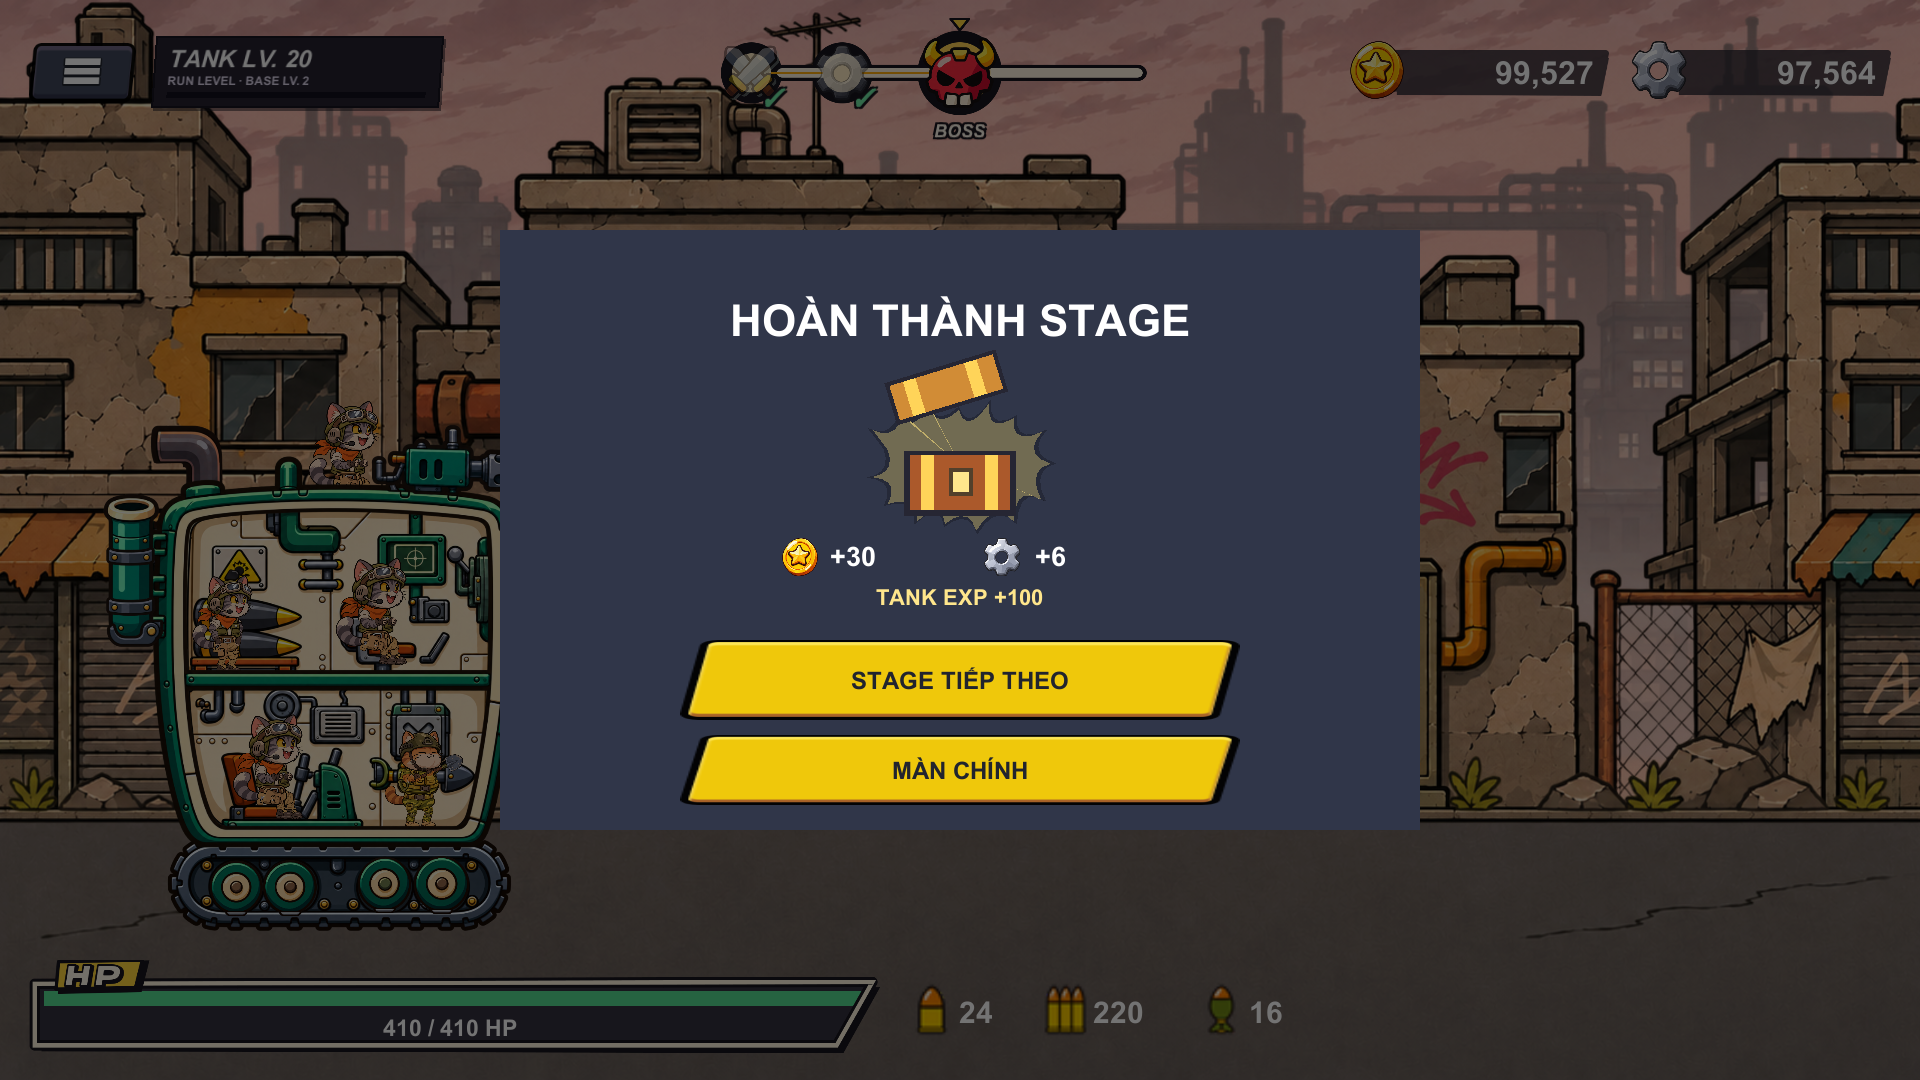 TANK LV. 20
RUN LEVEL · BASE LV. 2
BOSS
99,527
97,564
HOÀN THÀNH STAGE
+30
+6
TANK EXP +100
STAGE TIẾP THEO
MÀN CHÍNH
HP
410 / 410 HP
24
220
16